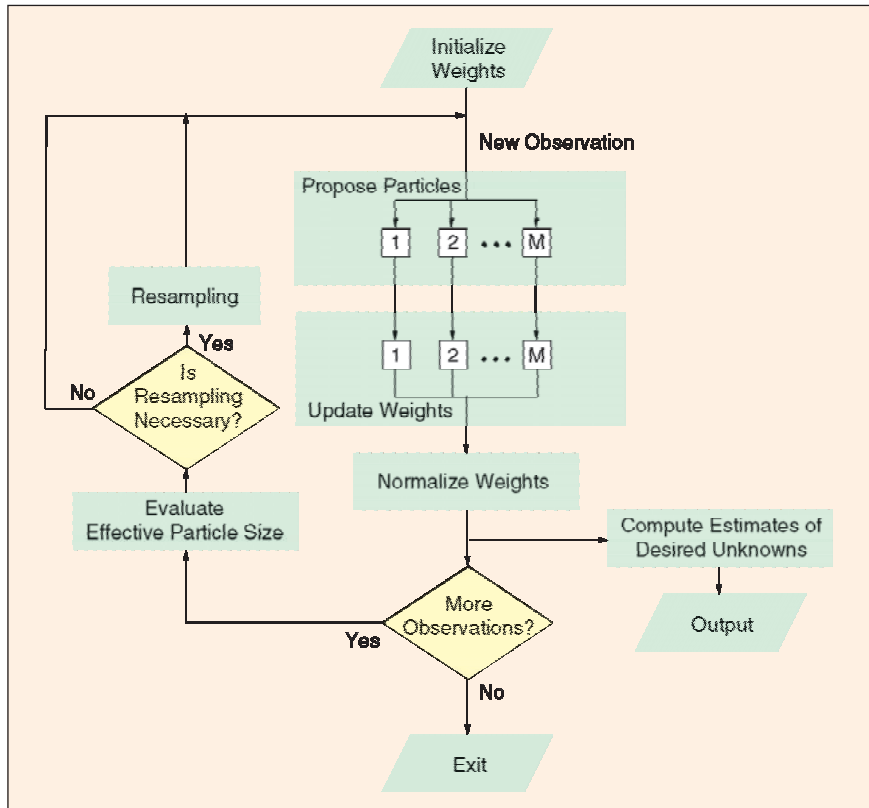 Initialize
Weights
New Observation
Propose Particles
1 2 ••• M
Resampling
1 2 ••• M
Yes
Is
Resampling
Necessary?
No
Update Weights
Normalize Weights
Evaluate
Effective Particle Size
Compute Estimates of
Desired Unknowns
More
Observations?
Yes
Output
No
Exit